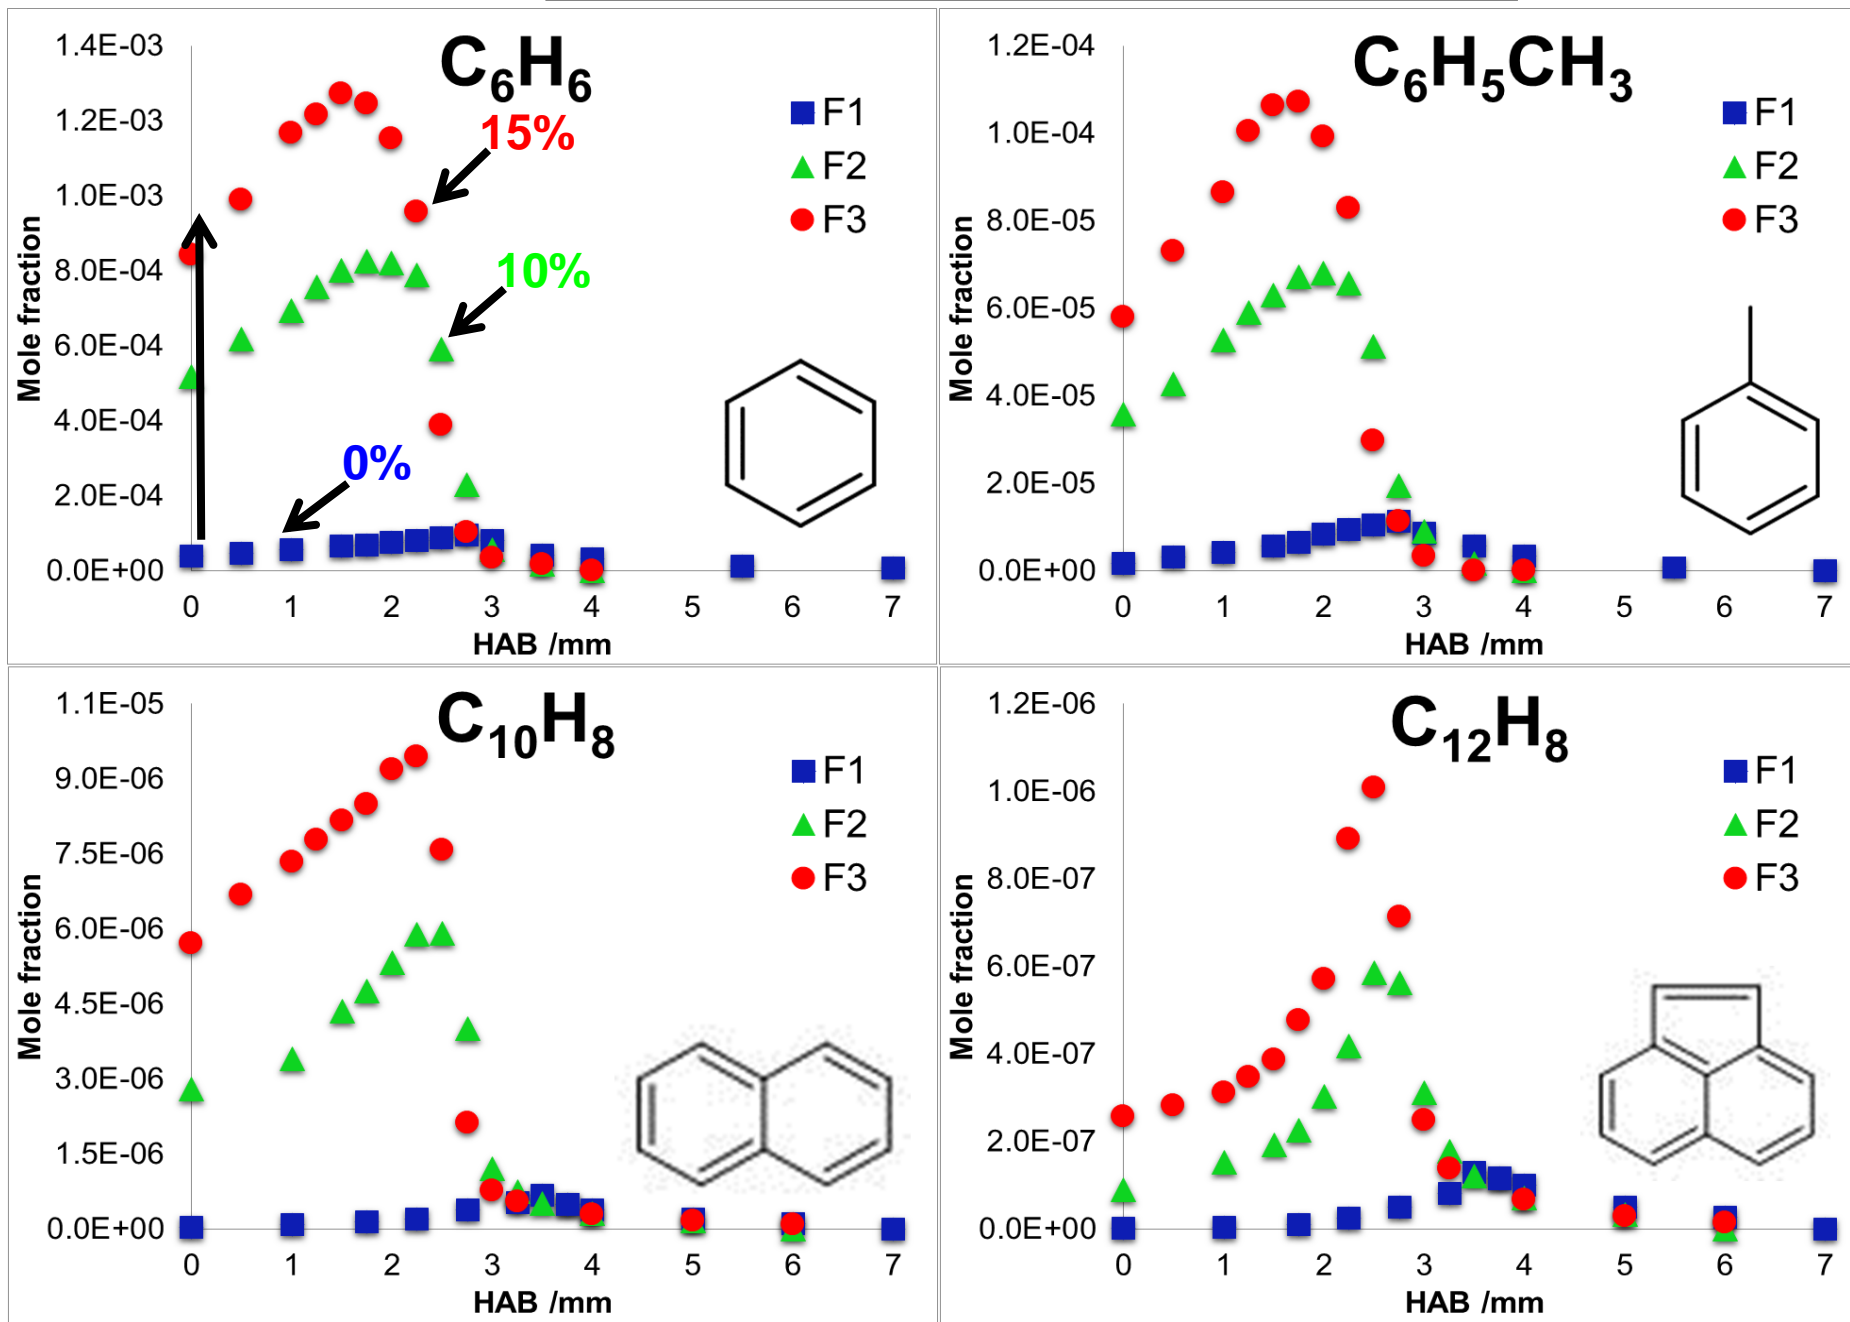 C6H6
1.4E-03
1.2E-03
1.0E-03
8.0E-04
6.0E-04
4.0E-04
2.0E-04
0.0E+00
Mole fraction
F1
F2
F3
15%
10%
0%
0 1 2 3 4 5 6 7
HAB /mm
C6H5CH3
1.2E-04
1.0E-04
8.0E-05
6.0E-05
4.0E-05
2.0E-05
0.0E+00
Mole fraction
F1
F2
F3
0 1 2 3 4 5 6 7
HAB /mm
C10H8
1.1E-05
9.0E-06
7.5E-06
6.0E-06
4.5E-06
3.0E-06
1.5E-06
0.0E+00
Mole fraction
F1
F2
F3
0 1 2 3 4 5 6 7
HAB /mm
C12H8
1.2E-06
1.0E-06
8.0E-07
6.0E-07
4.0E-07
2.0E-07
0.0E+00
Mole fraction
F1
F2
F3
0 1 2 3 4 5 6 7
HAB /mm